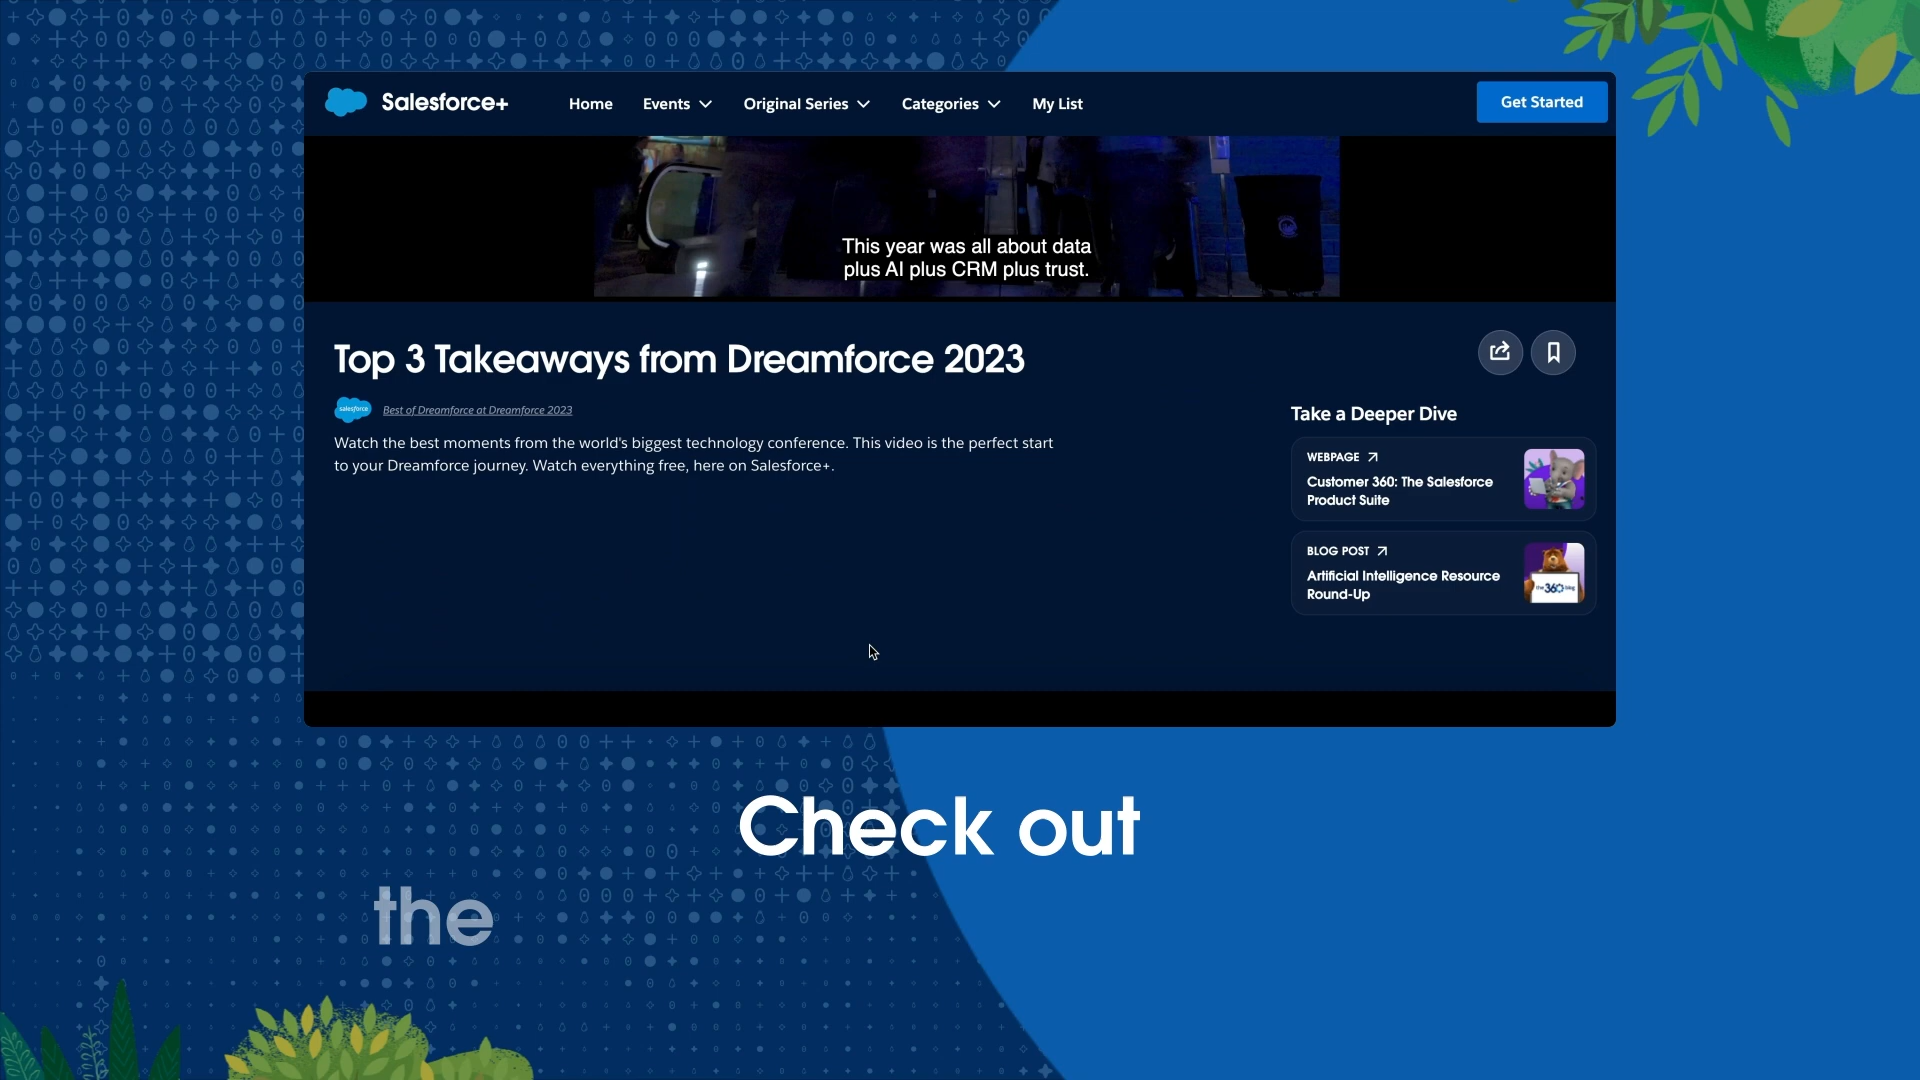 Salesforce+
Home
Events
Original Series
Categories
My List
Get Started
This year was all about data
plus AI plus CRM plus trust.
Top 3 Takeaways from Dreamforce 2023
salesforce
Best of Dreamforce at Dreamforce 2023
Watch the best moments from the world's biggest technology conference. This video is the perfect start
to your Dreamforce journey. Watch everything free, here on Salesforce+.
Take a Deeper Dive
WEBPAGE
Customer 360: The Salesforce
Product Suite
BLOG POST
Artificial Intelligence Resource
Round-Up
the 360 blog
Check out
the